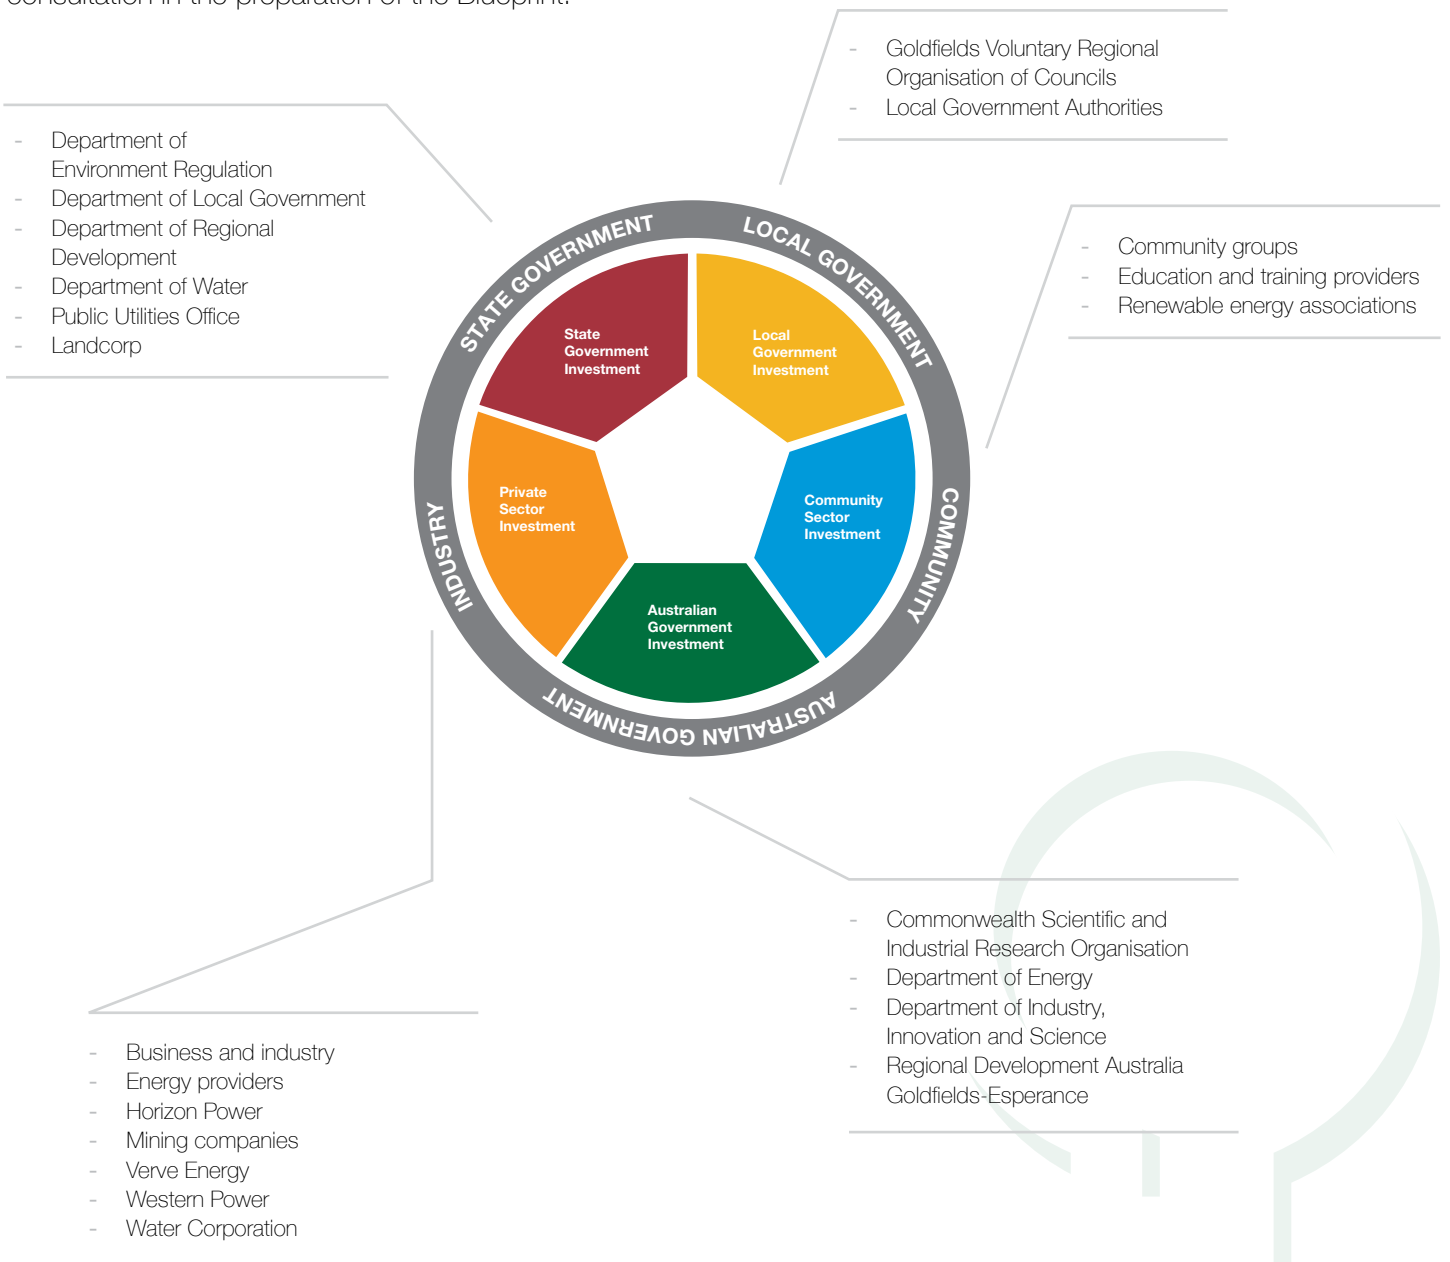 consultation in the preparation of the Blueprint.
- Goldfields Voluntary Regional
Organisation of Councils
- Local Government Authorities
- Department of
Environment Regulation
- Department of Local Government
- Department of Regional
Development
- Department of Water
- Public Utilities Office
- Landcorp
- Community groups
- Education and training providers
- Renewable energy associations
STATE GOVERNMENT
LOCAL GOVERNMENT
COMMUNITY
AUSTRALIAN GOVERNMENT
INDUSTRY
State
Government
Investment
Local
Government
Investment
Private
Sector
Investment
Community
Sector
Investment
Australian
Government
Investment
- Commonwealth Scientific and
Industrial Research Organisation
- Department of Energy
- Department of Industry,
Innovation and Science
- Regional Development Australia
Goldfields-Esperance
- Business and industry
- Energy providers
- Horizon Power
- Mining companies
- Verve Energy
- Western Power
- Water Corporation